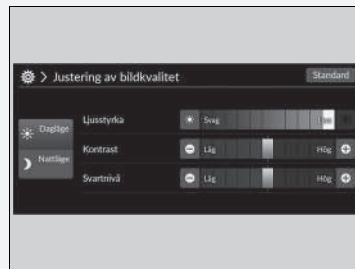 > Justering av bildkvalitet
Standard
Dagläge
Nattläge
Ljusstyrka
Svag
Kontrast
Låg
Hög
Svartnivå
Låg
Hög